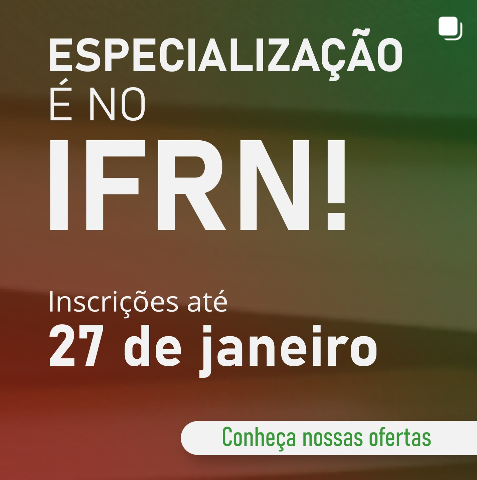 ESPECIALIZAÇÃO
É NO
IFRN!
Inscrições até
27 de janeiro
Conheça nossas ofertas